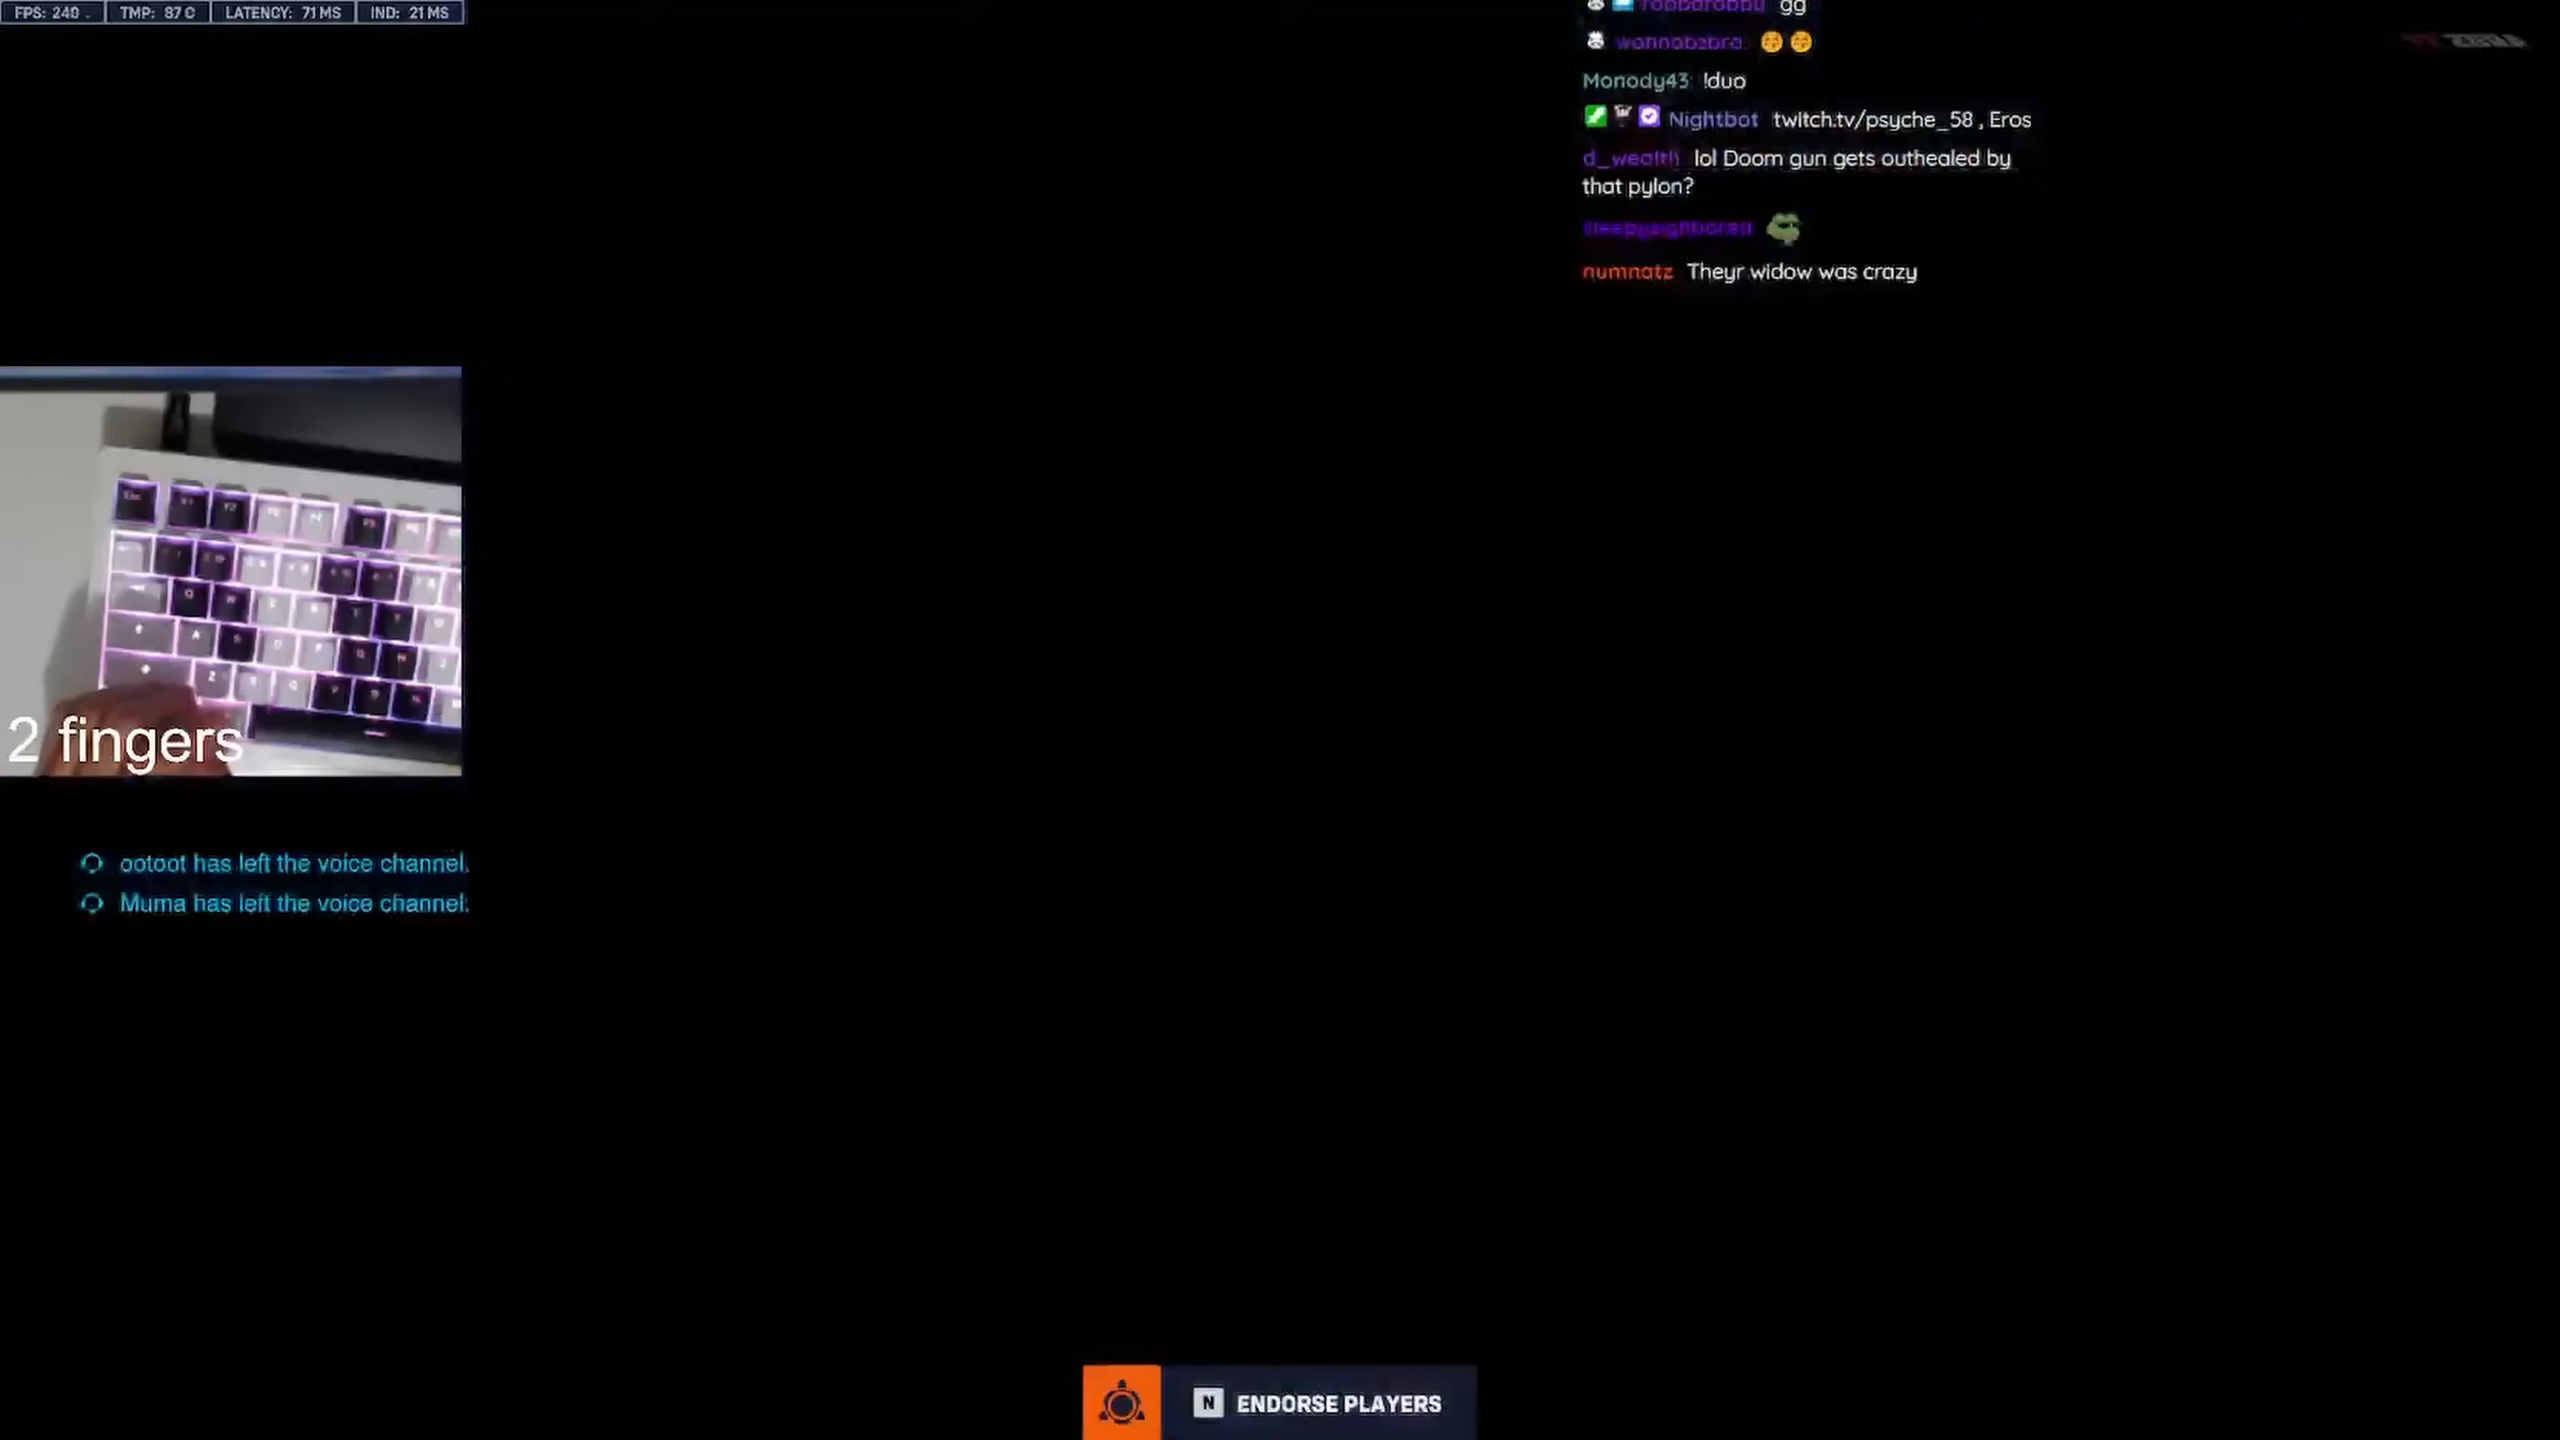 FPS: 240
TMP: 87 C
LATENCY: 71 MS
IND: 21 MS
gg
wannabzbra:
Monody43: !duo
Nightbot twitch.tv/psyche_58 , Eros
d_wealth lol Doom gun gets outhealed by
that pylon?
numnatz Theyr widow was crazy
2 fingers
ootoot has left the voice channel.
Muma has left the voice channel.
N ENDORSE PLAYERS